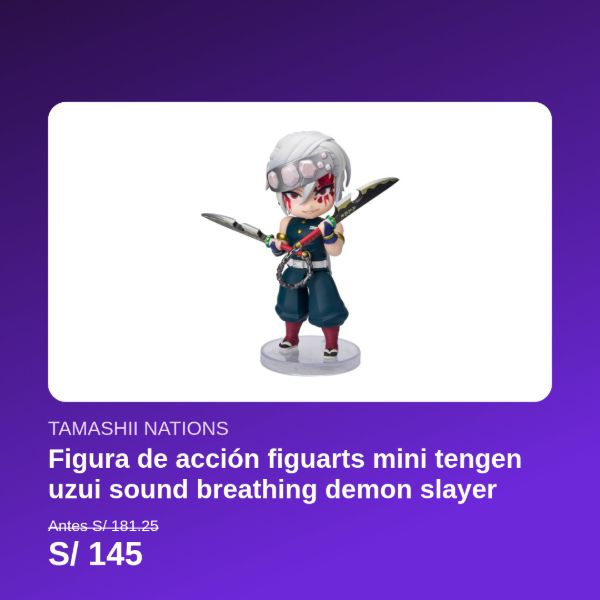 TAMASHII NATIONS
Figura de acción figuarts mini tengen
uzui sound breathing demon slayer
Antes S/ 181.25
S/ 145